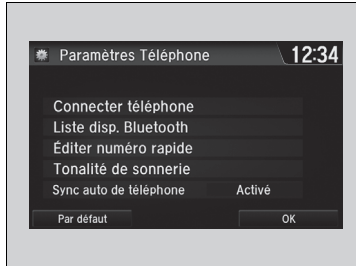 Paramètres Téléphone 12:34
Connecter téléphone
Liste disp. Bluetooth
Éditer numéro rapide
Tonalité de sonnerie
Sync auto de téléphone Activé
Par défaut OK